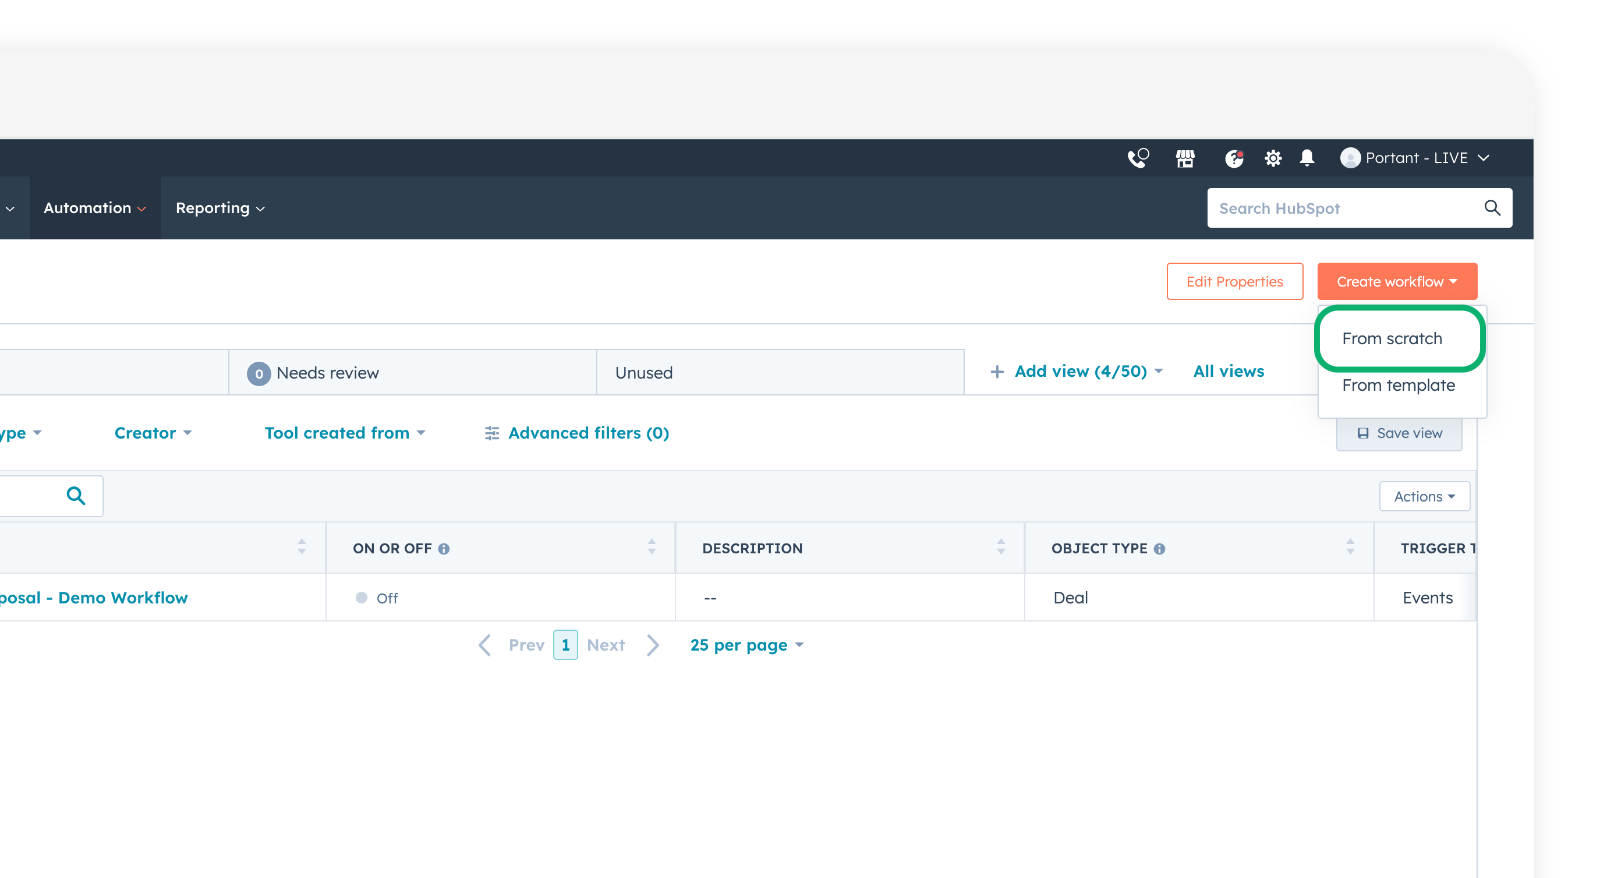 Portant - LIVE
Automation
Reporting
Search HubSpot
Edit Properties
Create workflow
From scratch
From template
0 Needs review
Unused
+ Add view (4/50)
All views
ype
Creator
Tool created from
Advanced filters (0)
Save view
Actions
ON OR OFF
DESCRIPTION
OBJECT TYPE
TRIGGER T
posal - Demo Workflow
Off
--
Deal
Events
Prev 1 Next
25 per page